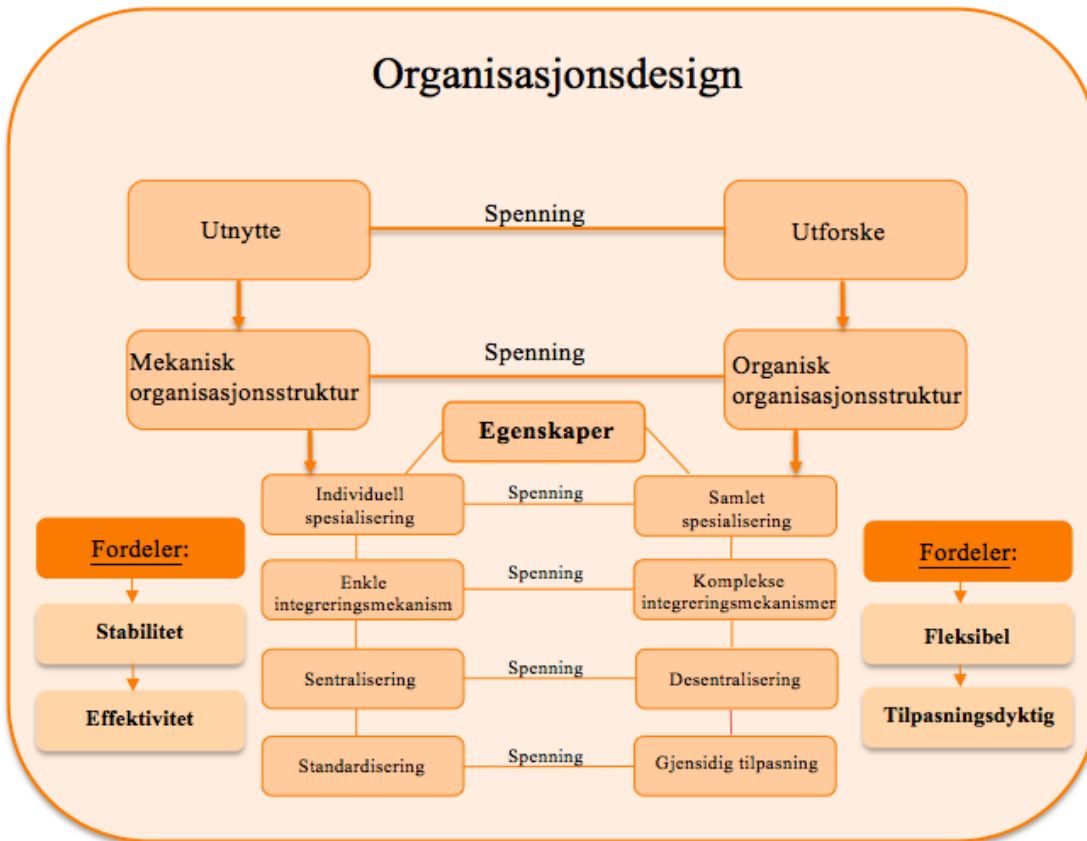 Organisasjonsdesign
Utnytte
Spenning
Utforske
Mekanisk
organisasjonsstruktur
Spenning
Organisk
organisasjonsstruktur
Egenskaper
Individuell
spesialisering
Spenning
Samlet
spesialisering
Fordeler:
Stabilitet
Effektivitet
Enkle
integreringsmekanism
Spenning
Komplekse
integreringsmekanismer
Sentralisering
Spenning
Desentralisering
Standardisering
Spenning
Gjensidig tilpasning
Fordeler:
Fleksibel
Tilpasningsdyktig